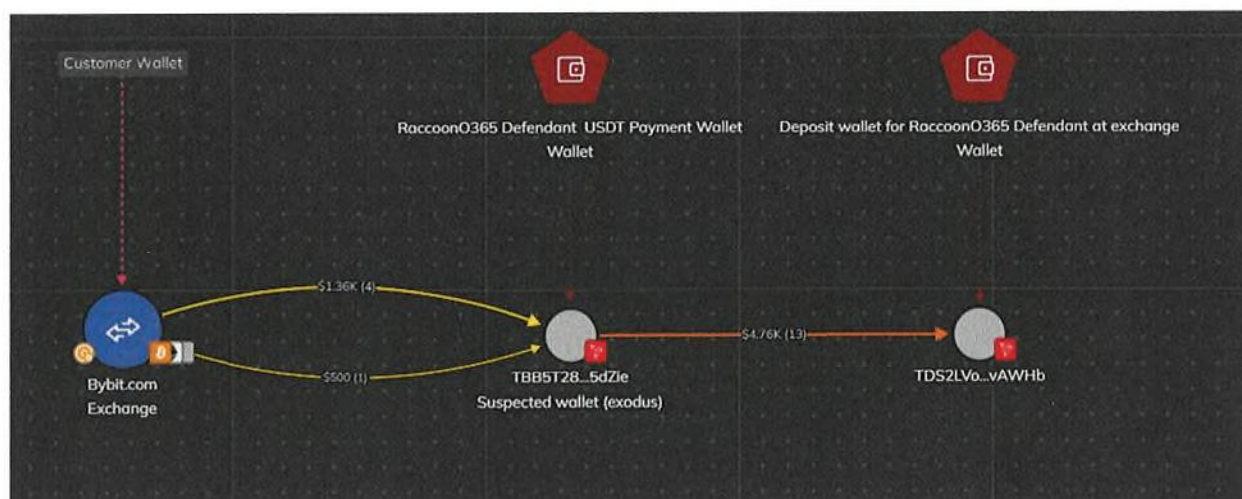 Customer Wallet
RaccoonO365 Defendant USDT Payment Wallet
Wallet
Deposit wallet for RaccoonO365 Defendant at exchange
Wallet
$1.36K (4)
$500 (1)
$4.76K (13)
Bybit.com
Exchange
TBB5T28...5dZie
Suspected wallet (exodus)
TDS2LVo...vAWHb